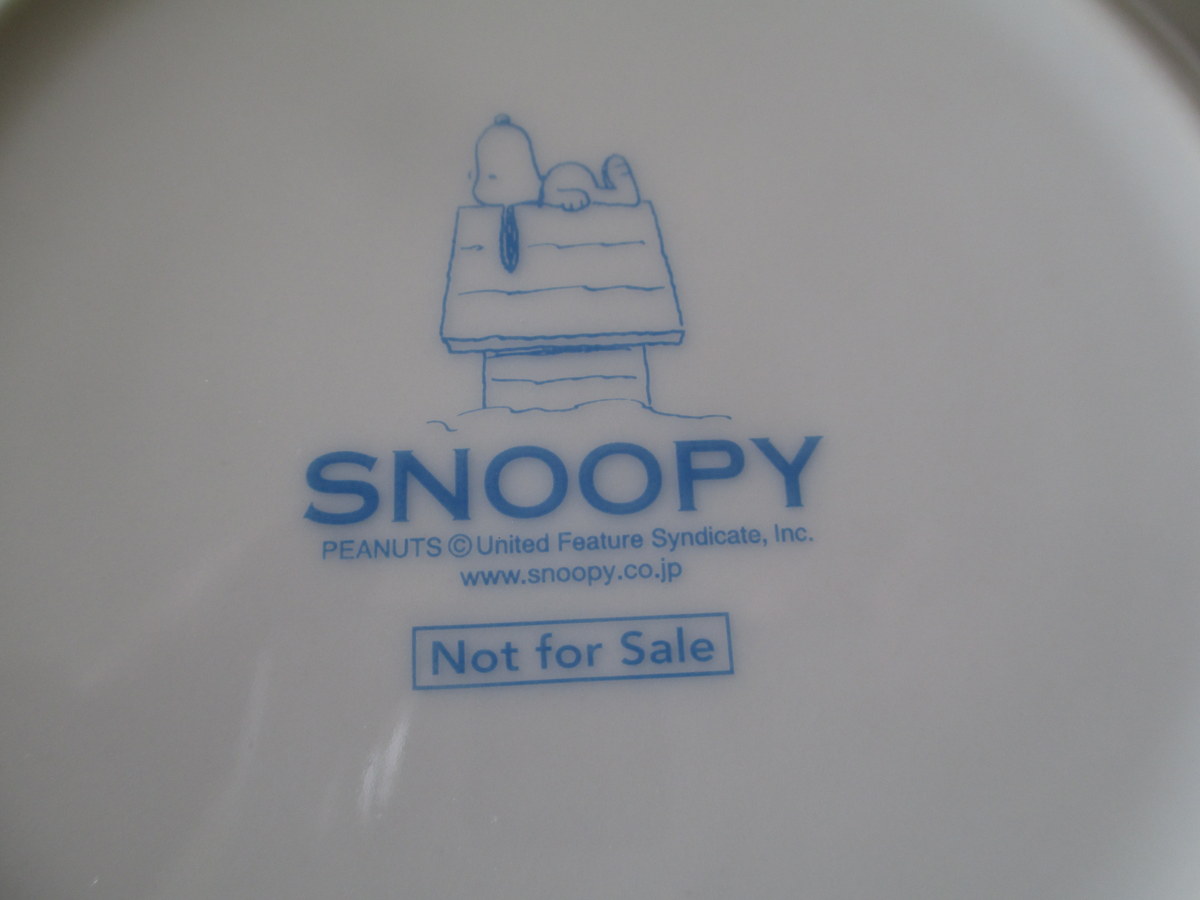 SNOOPY
PEANUTS © United Feature Syndicate, Inc.
www.snoopy.co.jp
Not for Sale